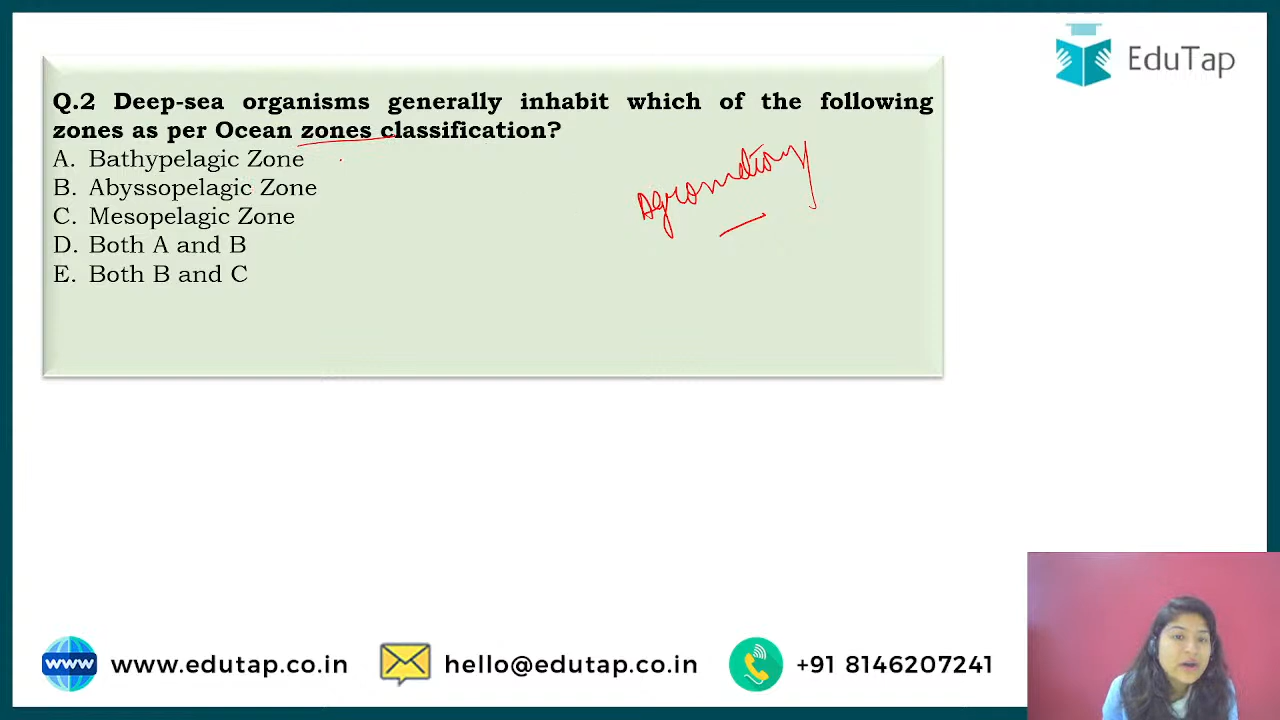 EduTap
Q.2 Deep-sea organisms generally inhabit which of the following
zones as per Ocean zones classification?
A. Bathypelagic Zone
B. Abyssopelagic Zone
C. Mesopelagic Zone
D. Both A and B
E. Both B and C
www
www.edutap.co.in
hello@edutap.co.in
+91 8146207241